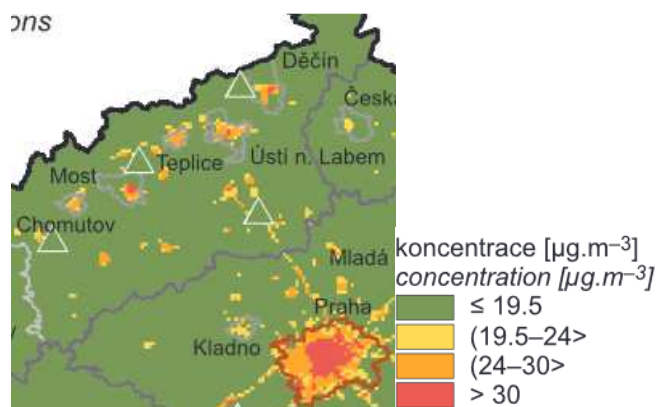 ons
Děčín
Česká
Most
Teplice
Ústí n. Labem
Chomutov
Mladá
Praha
Kladno
koncentrace [µg.m⁻³]
concentration [µg.m⁻³]
≤ 19.5
(19.5–24>
(24–30>
> 30